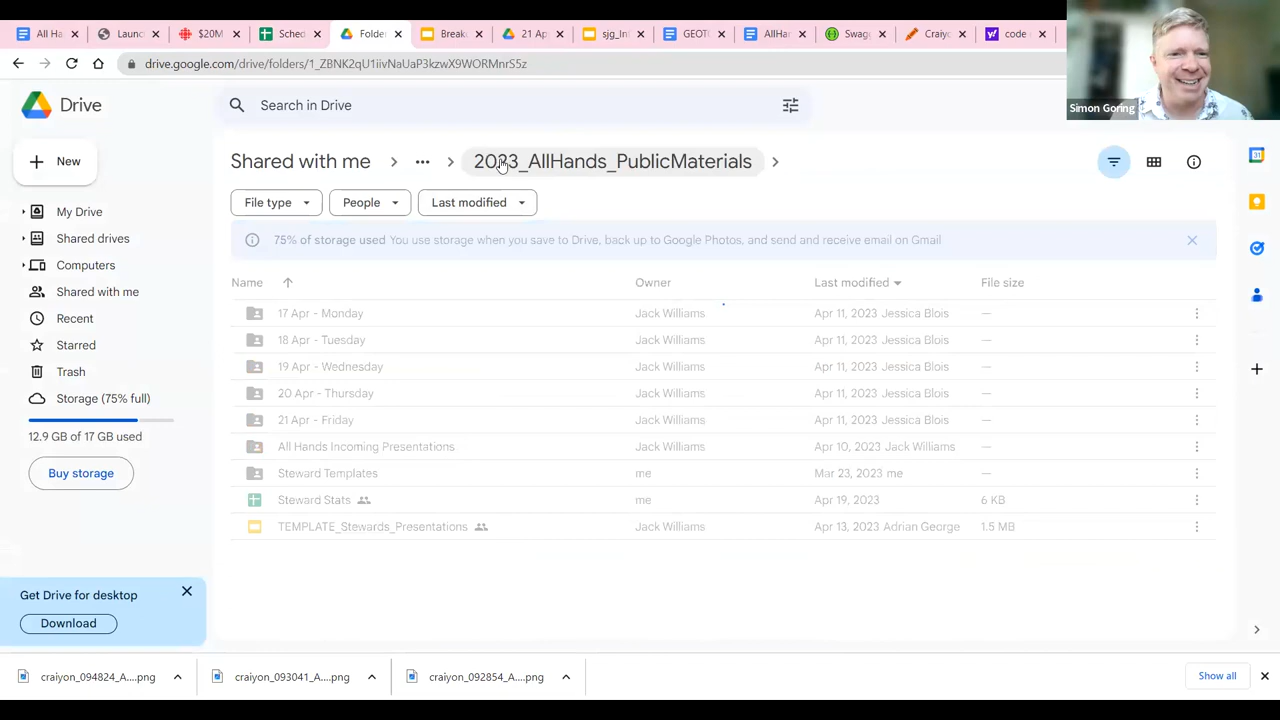 All Ha
Launc
$20M
Sched
Folder
Break
21 Ap
sjg_Int
GEOTO
AllHar
Swag
Craiyo
code
drive.google.com/drive/folders/1_ZBNK2qU1iivNaUaP3kzwX9WORMnrS5z
Simon Goring
Drive
Search in Drive
New
Shared with me
2023_AllHands_PublicMaterials
File type
People
Last modified
My Drive
Shared drives
Computers
Shared with me
Recent
Starred
Trash
Storage (75% full)
12.9 GB of 17 GB used
Buy storage
75% of storage used You use storage when you save to Drive, back up to Google Photos, and send and receive email on Gmail
Name Owner Last modified File size
17 Apr - Monday Jack Williams Apr 11, 2023 Jessica Blois —
18 Apr - Tuesday Jack Williams Apr 11, 2023 Jessica Blois —
19 Apr - Wednesday Jack Williams Apr 11, 2023 Jessica Blois —
20 Apr - Thursday Jack Williams Apr 11, 2023 Jessica Blois —
21 Apr - Friday Jack Williams Apr 11, 2023 Jessica Blois —
All Hands Incoming Presentations Jack Williams Apr 10, 2023 Jack Williams —
Steward Templates me Mar 23, 2023 me —
Steward Stats me Apr 19, 2023 6 KB
TEMPLATE_Stewards_Presentations Jack Williams Apr 13, 2023 Adrian George 1.5 MB
Get Drive for desktop
Download
craiyon_094824_A....png
craiyon_093041_A....png
craiyon_092854_A....png
Show all